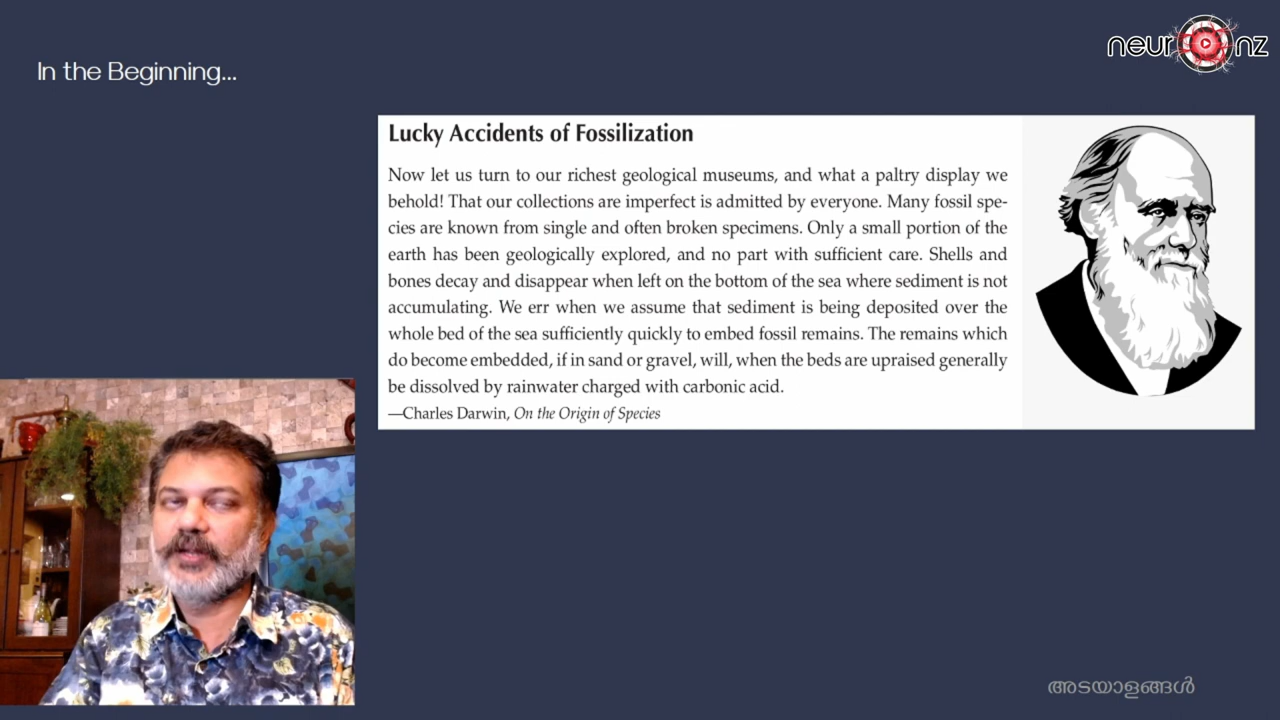 In the Beginning...
neuronz
Lucky Accidents of Fossilization
Now let us turn to our richest geological museums, and what a paltry display we
behold! That our collections are imperfect is admitted by everyone. Many fossil spe-
cies are known from single and often broken specimens. Only a small portion of the
earth has been geologically explored, and no part with sufficient care. Shells and
bones decay and disappear when left on the bottom of the sea where sediment is not
accumulating. We err when we assume that sediment is being deposited over the
whole bed of the sea sufficiently quickly to embed fossil remains. The remains which
do become embedded, if in sand or gravel, will, when the beds are upraised generally
be dissolved by rainwater charged with carbonic acid.
—Charles Darwin, On the Origin of Species
അടയാളങ്ങൾ